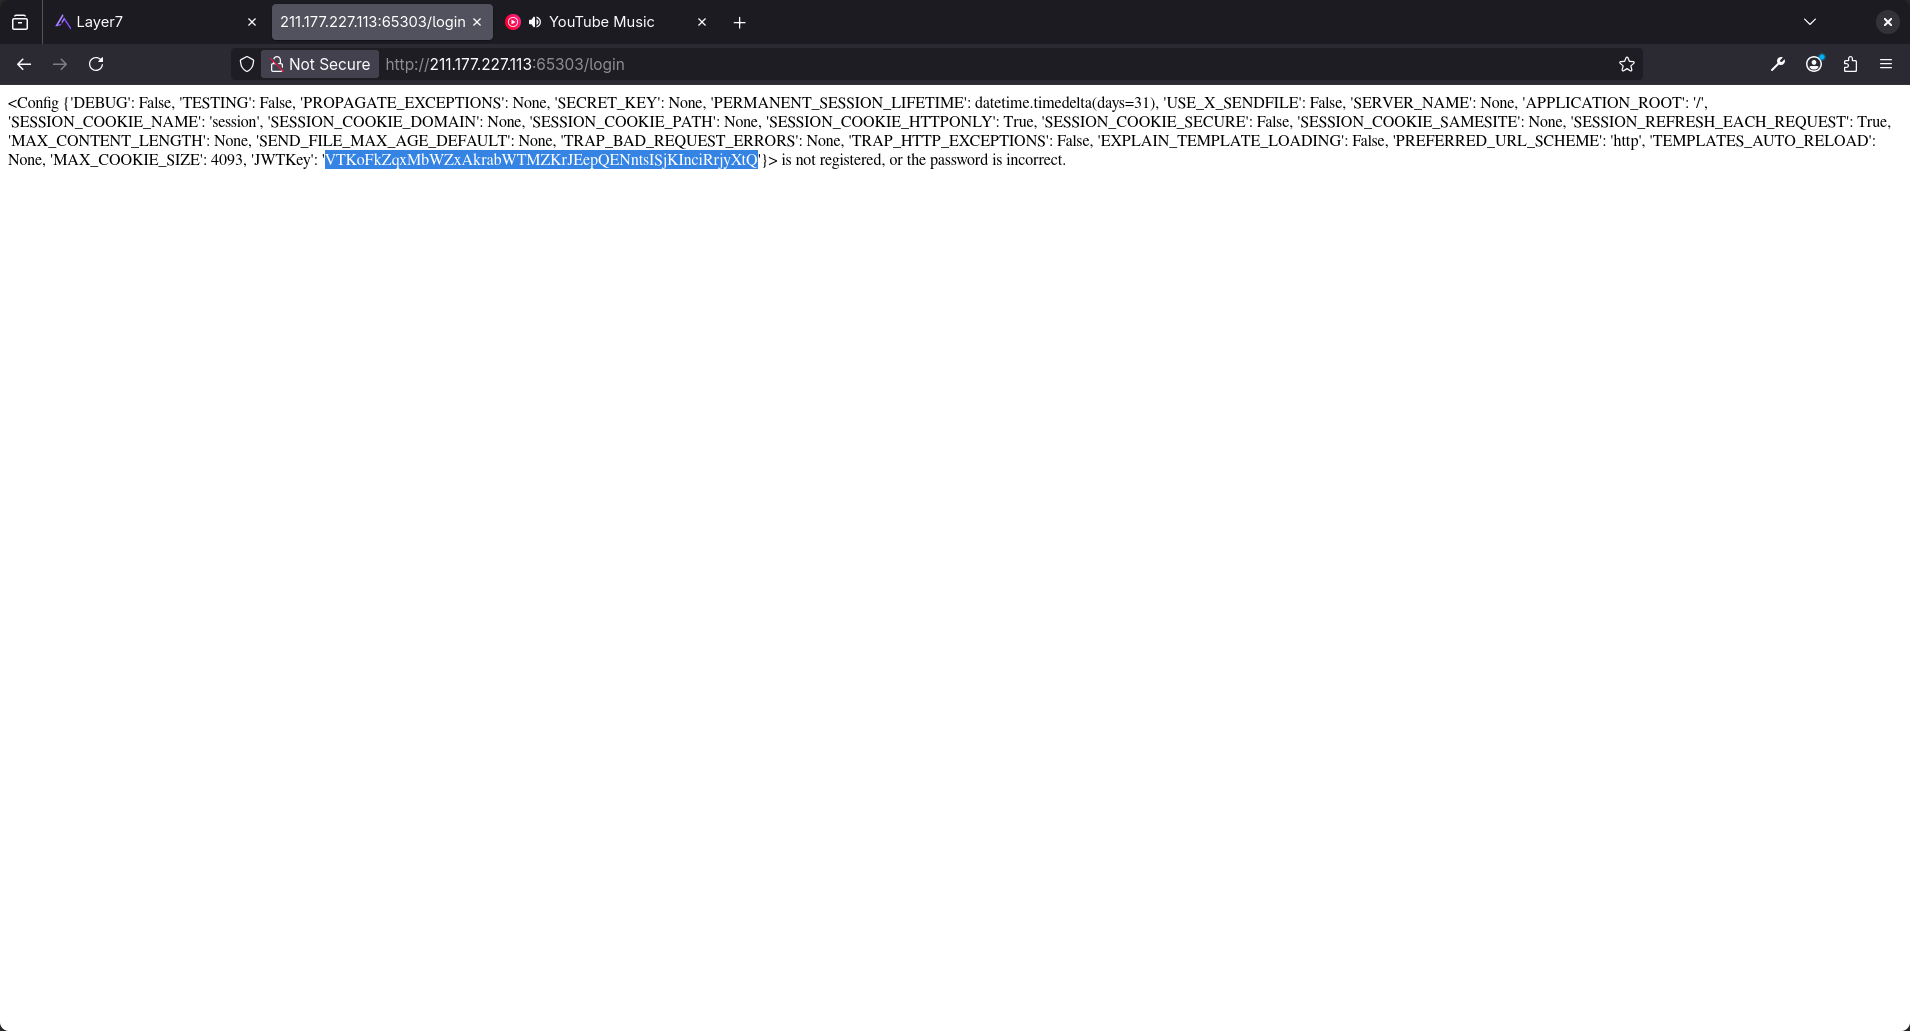 Layer7
211.177.227.113:65303/login
YouTube Music
Not Secure
http://211.177.227.113:65303/login
<Config {'DEBUG': False, 'TESTING': False, 'PROPAGATE_EXCEPTIONS': None, 'SECRET_KEY': None, 'PERMANENT_SESSION_LIFETIME': datetime.timedelta(days=31), 'USE_X_SENDFILE': False, 'SERVER_NAME': None, 'APPLICATION_ROOT': '/',
'SESSION_COOKIE_NAME': 'session', 'SESSION_COOKIE_DOMAIN': None, 'SESSION_COOKIE_PATH': None, 'SESSION_COOKIE_HTTPONLY': True, 'SESSION_COOKIE_SECURE': False, 'SESSION_COOKIE_SAMESITE': None, 'SESSION_REFRESH_EACH_REQUEST': True,
'MAX_CONTENT_LENGTH': None, 'SEND_FILE_MAX_AGE_DEFAULT': None, 'TRAP_BAD_REQUEST_ERRORS': None, 'TRAP_HTTP_EXCEPTIONS': False, 'EXPLAIN_TEMPLATE_LOADING': False, 'PREFERRED_URL_SCHEME': 'http', 'TEMPLATES_AUTO_RELOAD':
None, 'MAX_COOKIE_SIZE': 4093, 'JWTKey': 'VTKoFkZqxMbWZxAkrabWTMZKrJEepQENntsISjKInciRrjyXtQ'}> is not registered, or the password is incorrect.